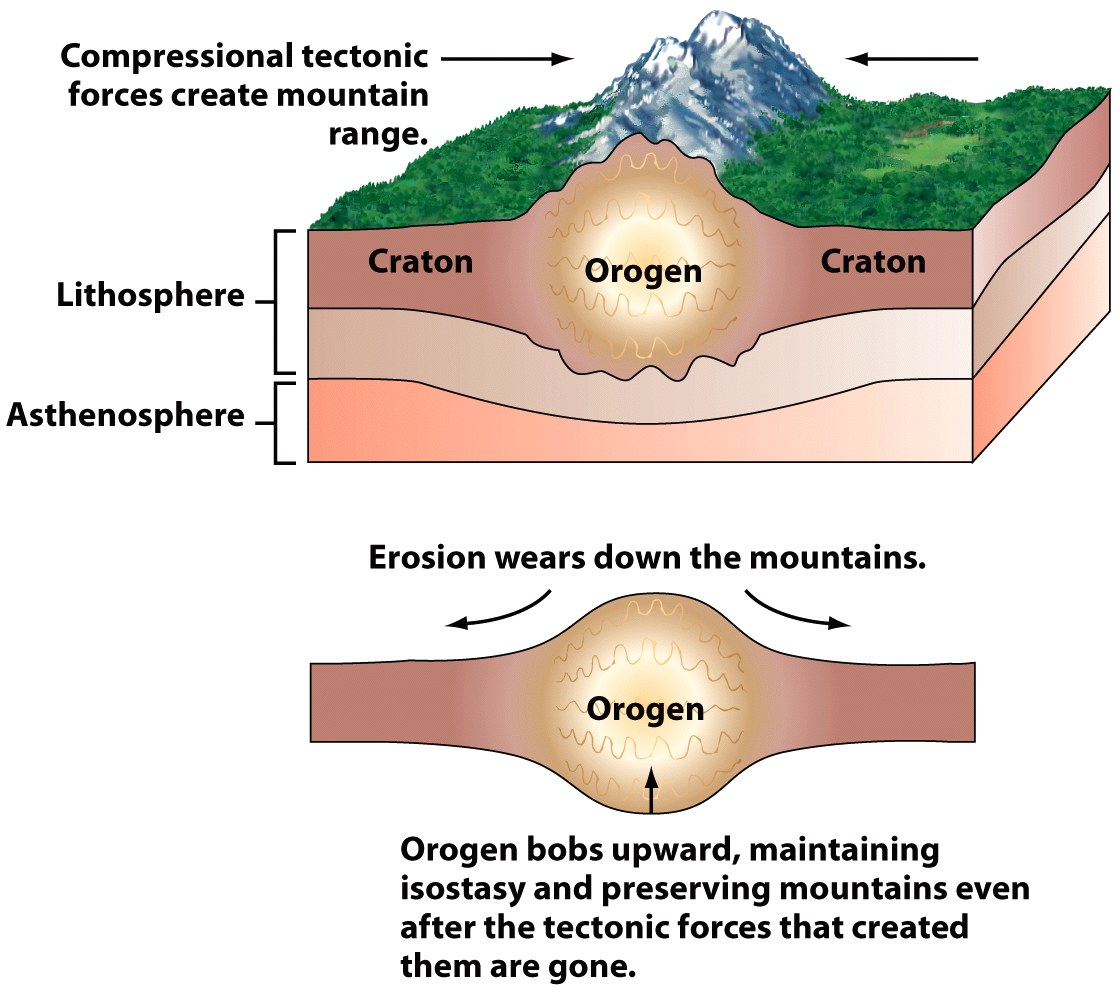 Compressional tectonic
forces create mountain
range.
Craton
Orogen
Craton
Lithosphere
Asthenosphere
Erosion wears down the mountains.
Orogen
Orogen bobs upward, maintaining
isostasy and preserving mountains even
after the tectonic forces that created
them are gone.